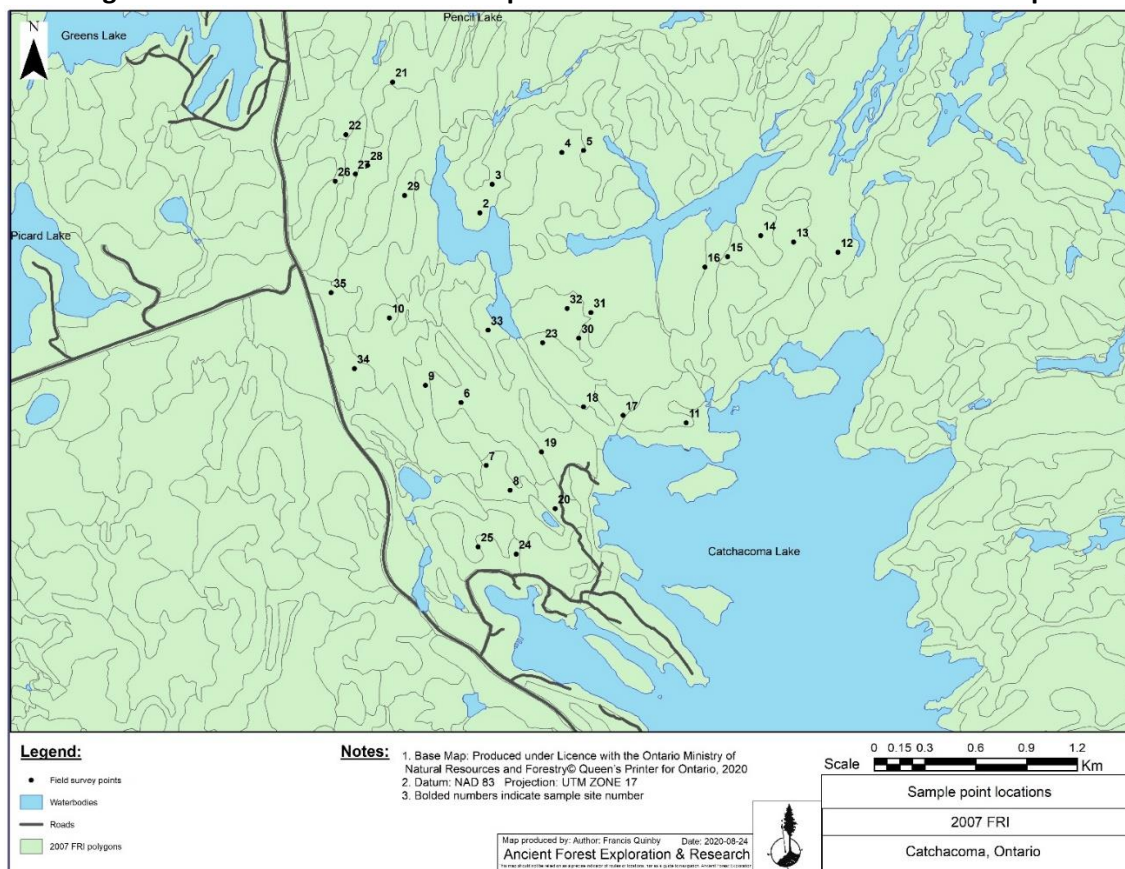 Pencil Lake
Greens Lake
N
21
22
4 5
28
27
26
3
29
2
Picard Lake
14
13
12
15
16
35
32
31
10
33
30
23
34
9
6
18
17
11
19
7
8
20
25
24
Catchacoma Lake
Legend:
Field survey points
Waterbodies
Roads
2007 FRI polygons
Notes:
1. Base Map: Produced under Licence with the Ontario Ministry of
Natural Resources and Forestry© Queen's Printer for Ontario, 2020
2. Datum: NAD 83 Projection: UTM ZONE 17
3. Bolded numbers indicate sample site number
0 0.15 0.3 0.6 0.9 1.2
Scale Km
Sample point locations
2007 FRI
Catchacoma, Ontario
Map produced by: Author: Francis Quinby Date: 2020-08-24
Ancient Forest Exploration & Research